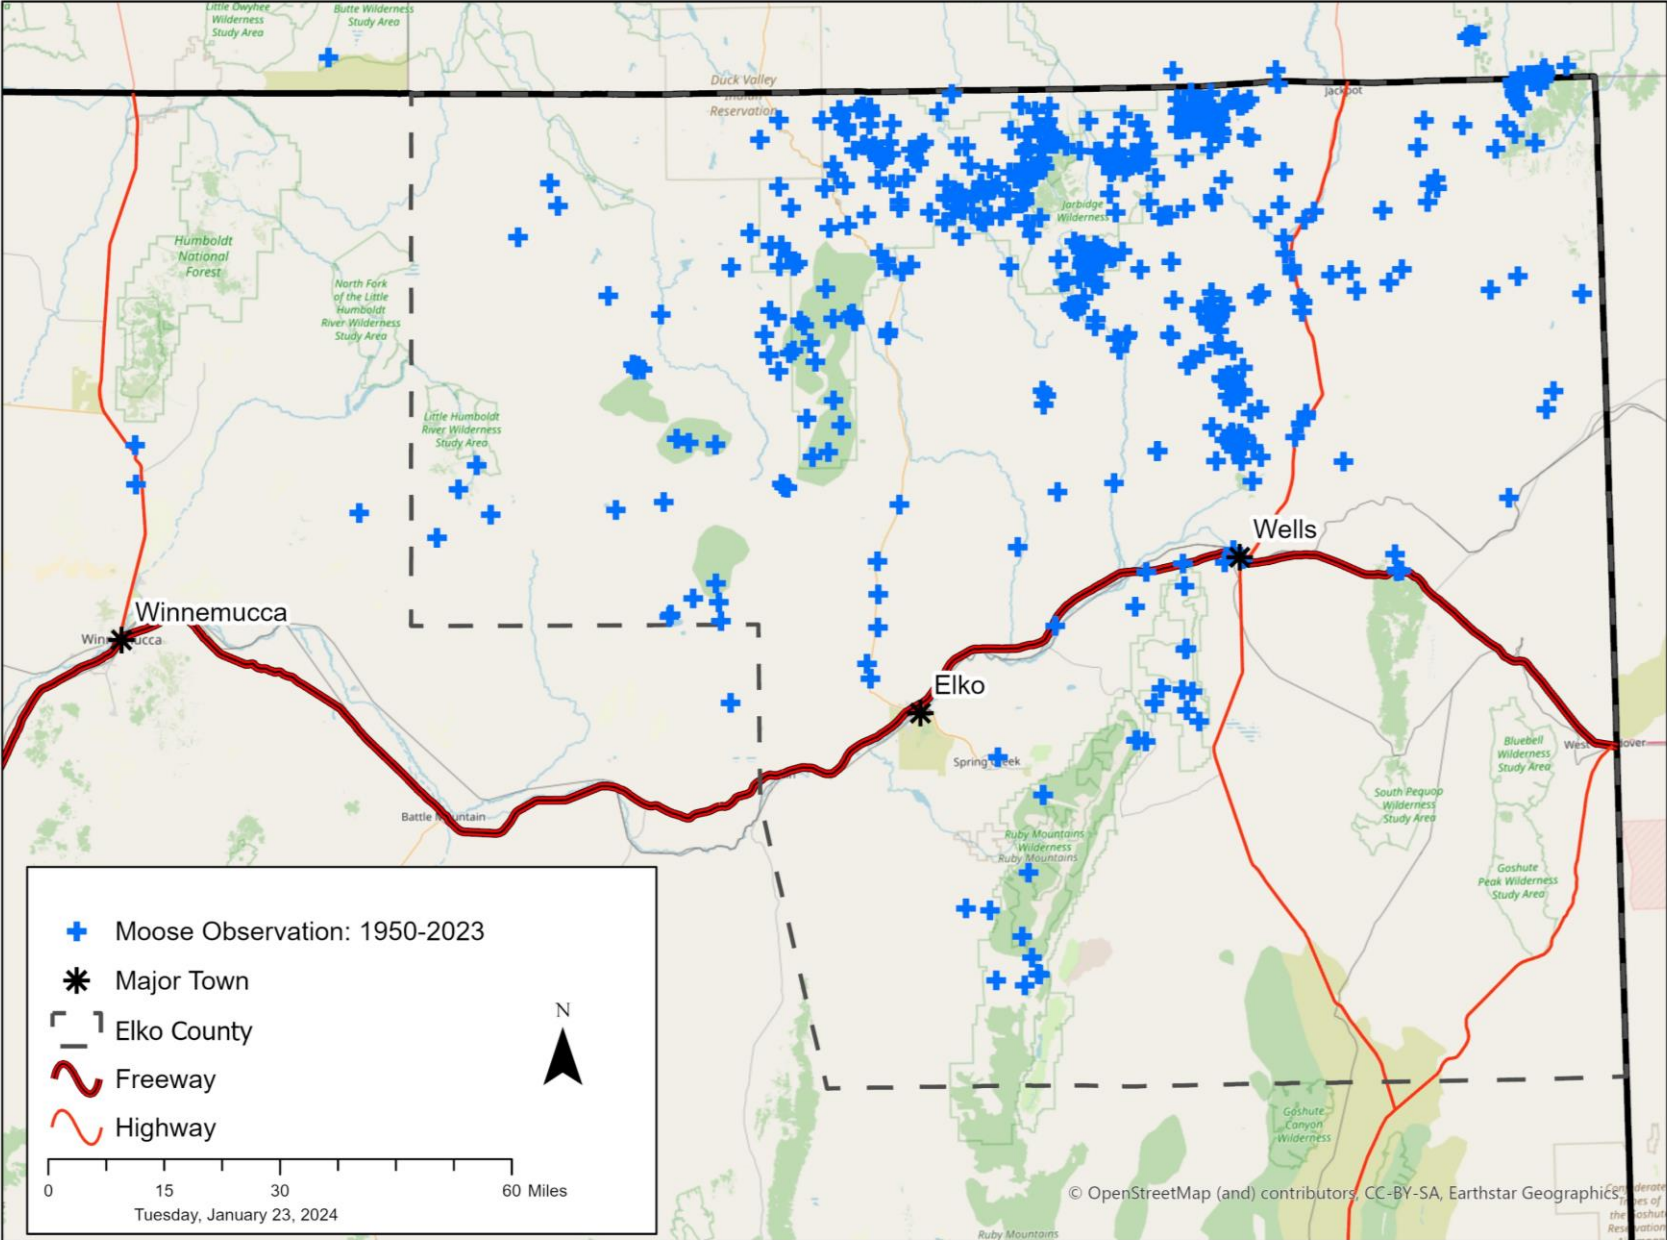 Little Owyhee
Wilderness
Study Area
Butte Wilderness
Study Area
Duck Valley
Indian
Reservation
Jackpot
Humboldt
National
Forest
Jarbidge
Wilderness
North Fork
of the Little
Humboldt
River Wilderness
Study Area
Little Humboldt
River Wilderness
Study Area
Wells
Winnemucca
Elko
Spring Creek
West
over
Bluebell
Wilderness
Study Area
Battle Mountain
South Pequop
Wilderness
Study Area
Ruby Mountains
Wilderness
Ruby Mountains
Goshute
Peak Wilderness
Study Area
Moose Observation: 1950-2023
Major Town
Elko County
Freeway
Highway
N
0 15 30 60 Miles
Tuesday, January 23, 2024
Goshute
Canyon
Wilderness
© OpenStreetMap (and) contributors, CC-BY-SA, Earthstar Geographics
Ruby Mountains